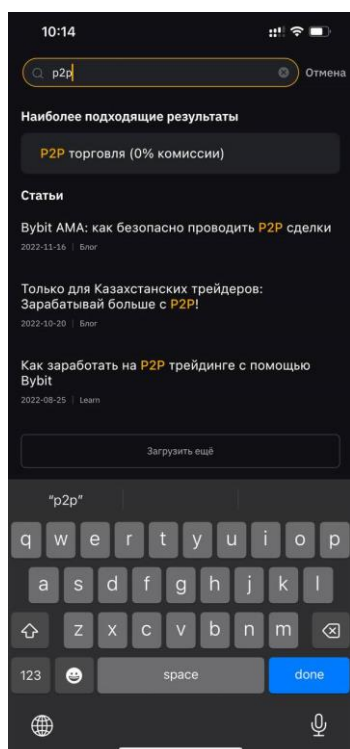 10:14
p2p
Отмена
Наиболее подходящие результаты
P2P торговля (0% комиссии)
Статьи
Bybit AMA: как безопасно проводить P2P сделки
2022-11-16 | Блог
Только для Казахстанских трейдеров:
Зарабатывай больше с P2P!
2022-10-20 | Блог
Как заработать на P2P трейдинге с помощью
Bybit
2022-08-25 | Learn
Загрузить ещё
“p2p”
q w e r t y u i o p
a s d f g h j k l
z x c v b n m
123 space done